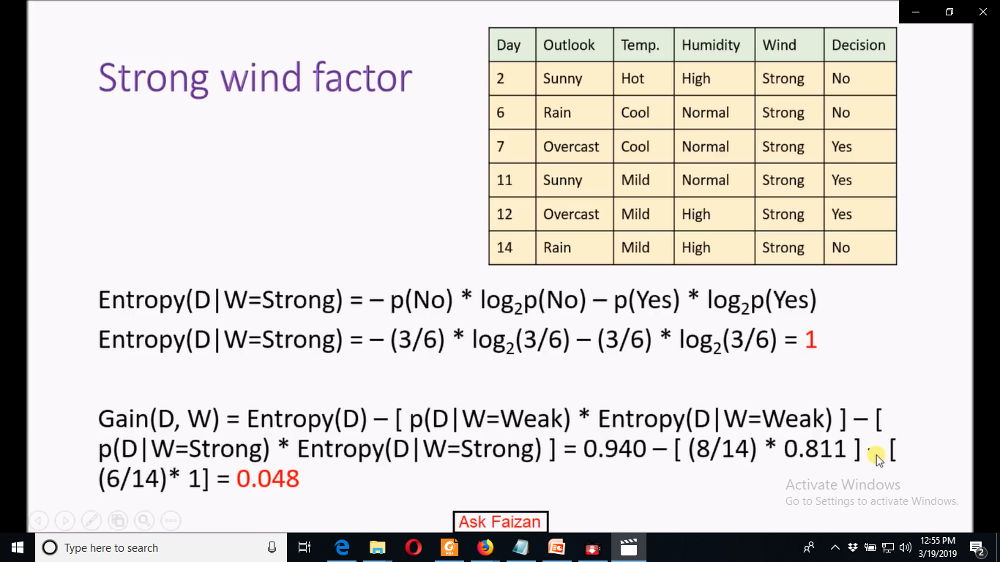 Strong wind factor
Day Outlook Temp. Humidity Wind Decision
2 Sunny Hot High Strong No
6 Rain Cool Normal Strong No
7 Overcast Cool Normal Strong Yes
11 Sunny Mild Normal Strong Yes
12 Overcast Mild High Strong Yes
14 Rain Mild High Strong No
Entropy(D|W=Strong) = – p(No) * log₂p(No) – p(Yes) * log₂p(Yes)
Entropy(D|W=Strong) = – (3/6) * log₂(3/6) – (3/6) * log₂(3/6) = 1
Gain(D, W) = Entropy(D) – [ p(D|W=Weak) * Entropy(D|W=Weak) ] – [
p(D|W=Strong) * Entropy(D|W=Strong) ] = 0.940 – [ (8/14) * 0.811 ] – [
(6/14)* 1] = 0.048
Activate Windows
Go to Settings to activate Windows.
Ask Faizan
Type here to search
12:55 PM
3/19/2019
2